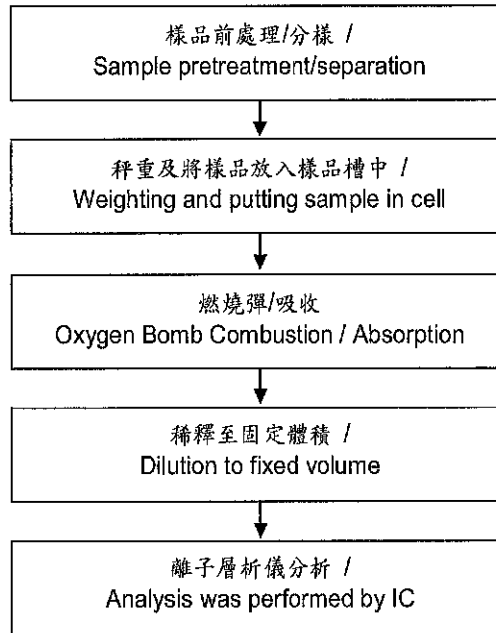 樣品前處理/分樣 /
Sample pretreatment/separation
秤重及將樣品放入樣品槽中 /
Weighting and putting sample in cell
燃燒彈/吸收
Oxygen Bomb Combustion / Absorption
稀釋至固定體積 /
Dilution to fixed volume
離子層析儀分析 /
Analysis was performed by IC